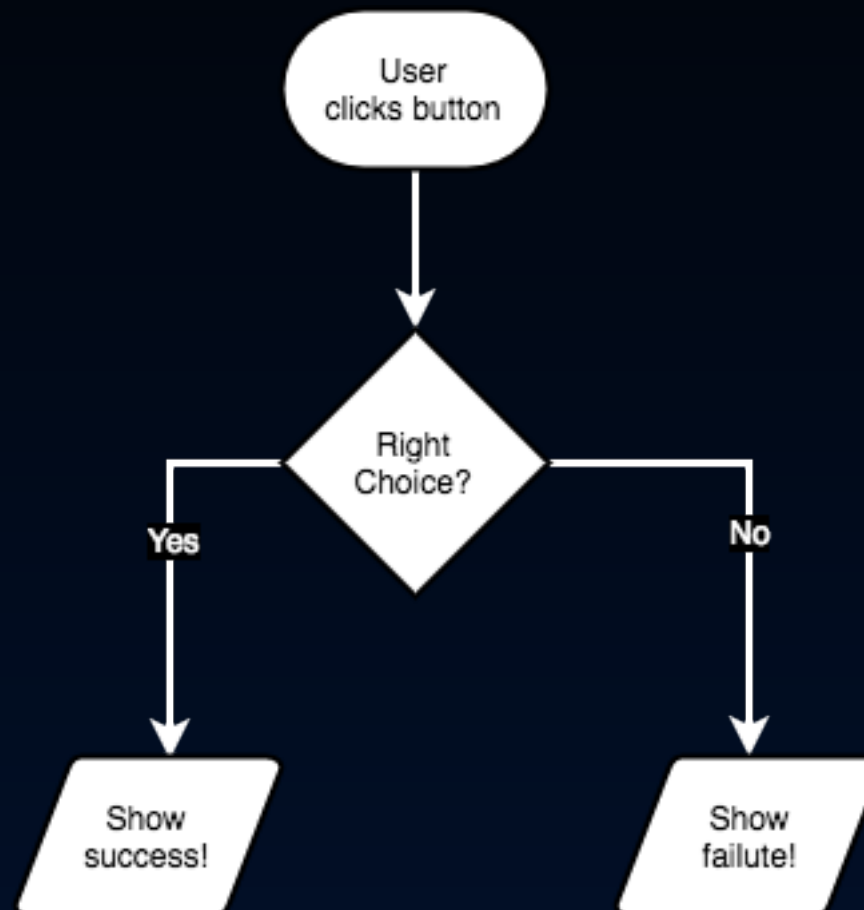 User
clicks button
Right
Choice?
Yes
No
Show
success!
Show
failute!